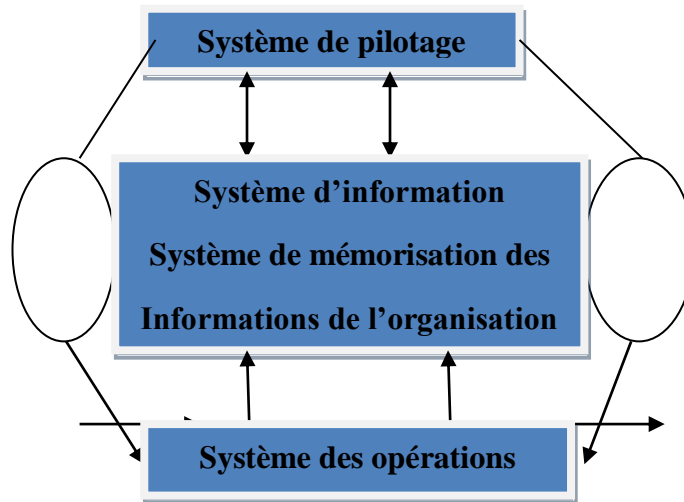 Système de pilotage
Système d’information
Système de mémorisation des
Informations de l’organisation
Système des opérations